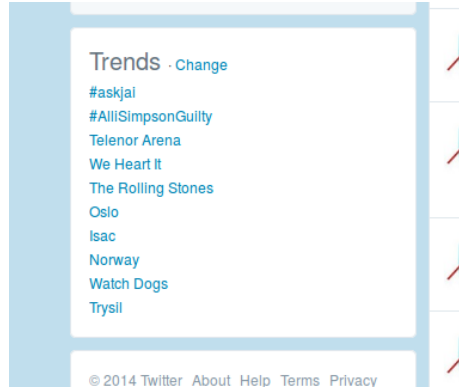 Trends · Change
#askjai
#AlliSimpsonGuilty
Telenor Arena
We Heart It
The Rolling Stones
Oslo
Isac
Norway
Watch Dogs
Trysil
© 2014 Twitter About Help Terms Privacy